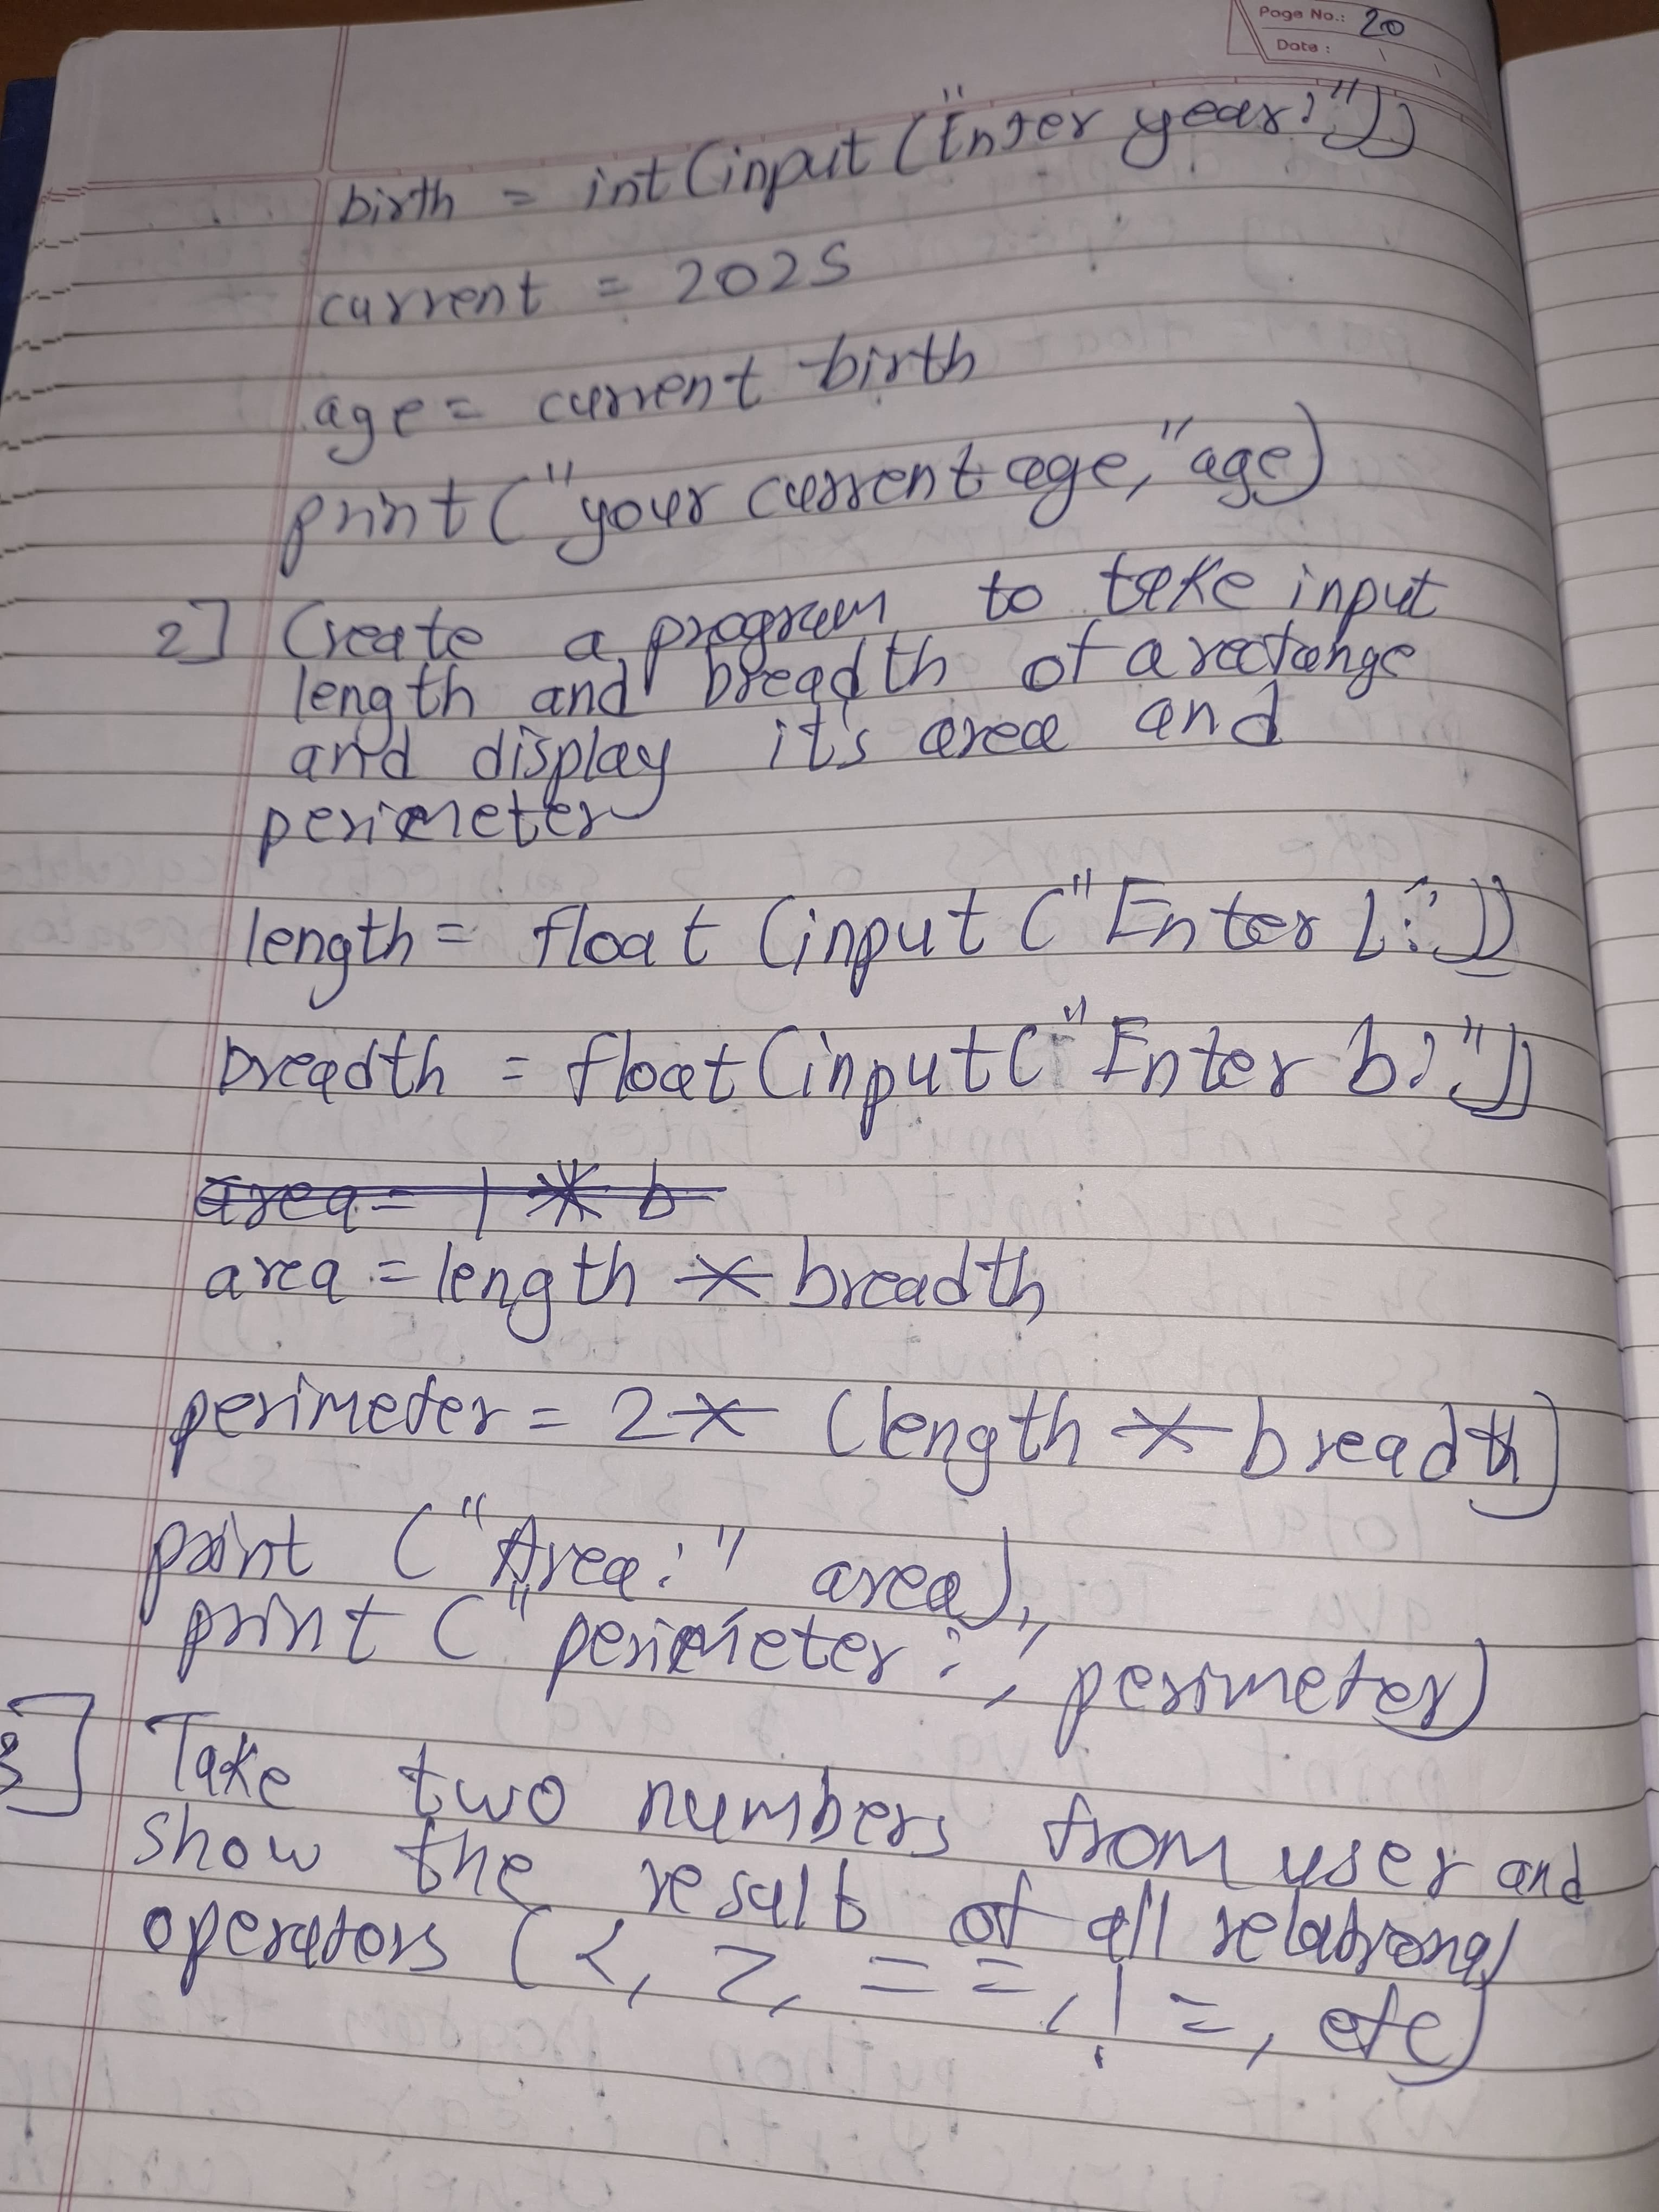 Page No.: 20
Date :
birth = int(input("Enter year:"))
current = 2025
age = current - birth
print("your current age," age)
2] Create a program to take input
length and breadth of a rectange
and display it's area and
perimeter
length = float (input ("Enter l:"))
breadth = float(input("Enter b:"))
area = l * b
area = length * breadth
perimeter = 2 * (length * breadth)
print ("Area:" area),
print ("perimeter:", perimeter)
3] Take two numbers from user and
show the result of all relational
operators (<, >, ==, !=, etc)